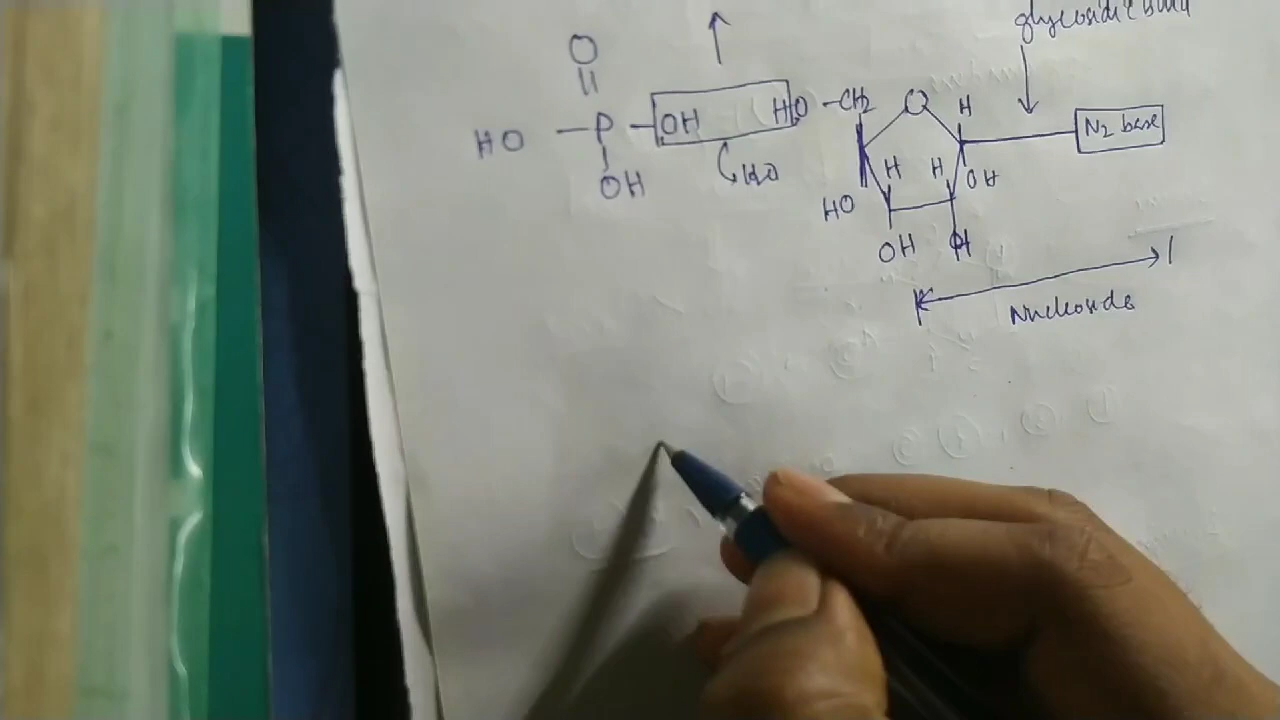 glycosidic bond
O
||
HO — P — OH HO — CH2 O H N2 base
OH H2O H H OH
HO
OH H
Nucleoside